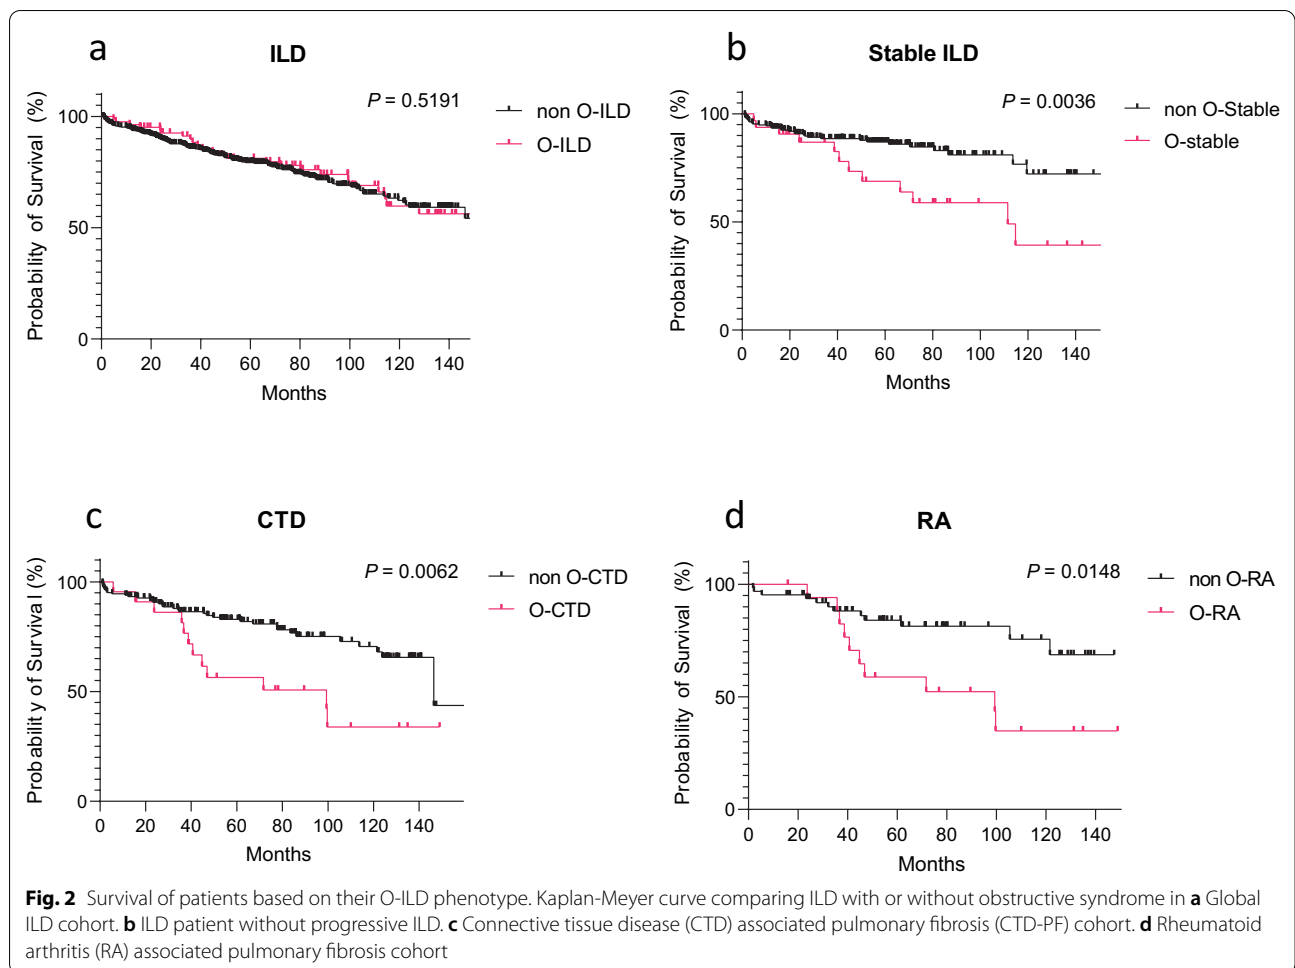 a
ILD
P = 0.5191
non O-ILD
O-ILD
Probability of Survival (%)
100
50
0
0 20 40 60 80 100 120 140
Months
b
Stable ILD
P = 0.0036
non O-Stable
O-stable
Probability of Survival (%)
100
50
0
0 20 40 60 80 100 120 140
Months
c
CTD
P = 0.0062
non O-CTD
O-CTD
Probability of Survival (%)
100
50
0
0 20 40 60 80 100 120 140
Months
d
RA
P = 0.0148
non O-RA
O-RA
Probability of Survival (%)
100
50
0
0 20 40 60 80 100 120 140
Months
Fig. 2 Survival of patients based on their O-ILD phenotype. Kaplan-Meyer curve comparing ILD with or without obstructive syndrome in a Global
ILD cohort. b ILD patient without progressive ILD. c Connective tissue disease (CTD) associated pulmonary fibrosis (CTD-PF) cohort. d Rheumatoid
arthritis (RA) associated pulmonary fibrosis cohort